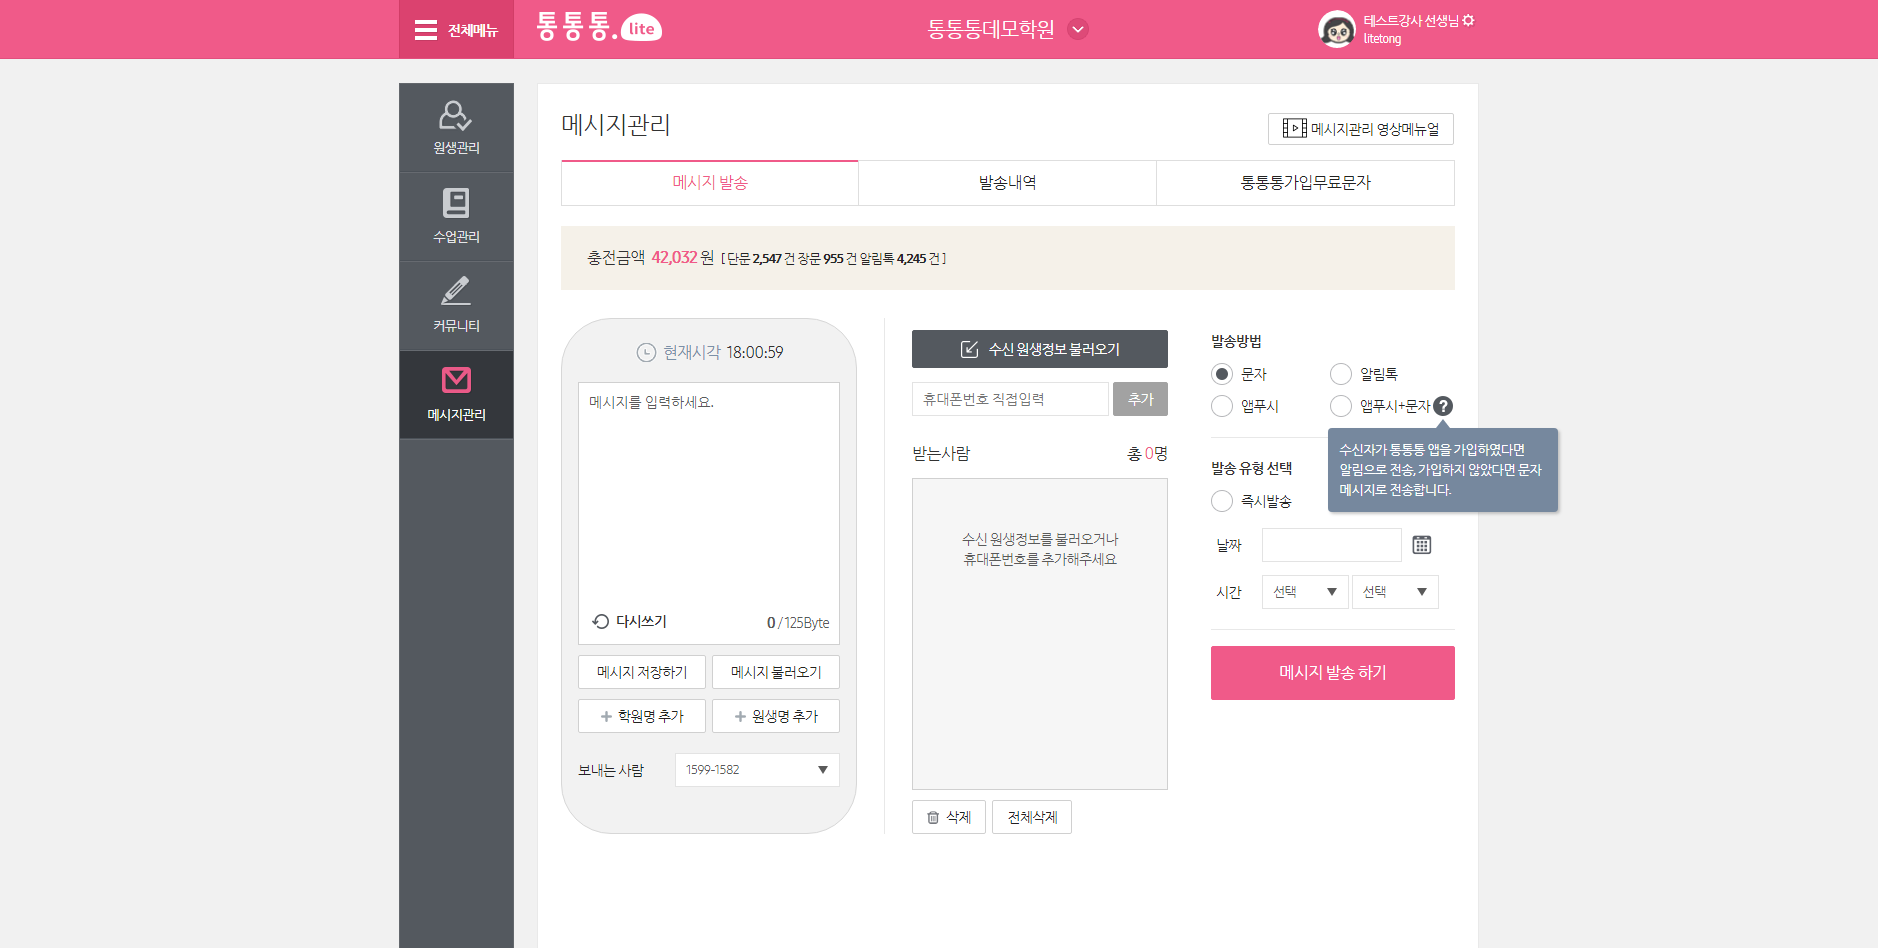 전체메뉴
통통통.lite
통통통데모학원
테스트강사 선생님
litetong
원생관리
수업관리
커뮤니티
메시지관리
메시지관리
메시지관리 영상메뉴얼
메시지 발송
발송내역
통통통가입무료문자
충전금액 42,032원 [ 단문 2,547 건 장문 955 건 알림톡 4,245 건 ]
현재시각 18:00:59
메시지를 입력하세요.
다시쓰기
0 / 125Byte
메시지 저장하기
메시지 불러오기
+ 학원명 추가
+ 원생명 추가
보내는 사람
1599-1582
수신 원생정보 불러오기
휴대폰번호 직접입력
추가
받는사람
총 0명
수신 원생정보를 불러오거나
휴대폰번호를 추가해주세요
삭제
전체삭제
발송방법
문자
알림톡
앱푸시
앱푸시+문자
?
수신자가 통통통 앱을 가입하였다면
알림으로 전송, 가입하지 않았다면 문자
메시지로 전송합니다.
발송 유형 선택
즉시발송
날짜
시간
선택
선택
메시지 발송 하기